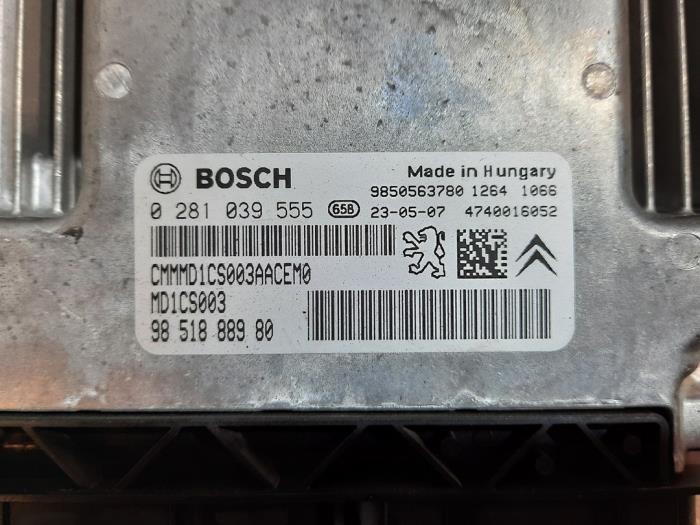 BOSCH
Made in Hungary
9850563780 1264 1066
0 281 039 555 65B 23-05-07 4740016052
CMMMD1CS003AACEM0
MD1CS003
98 518 889 80